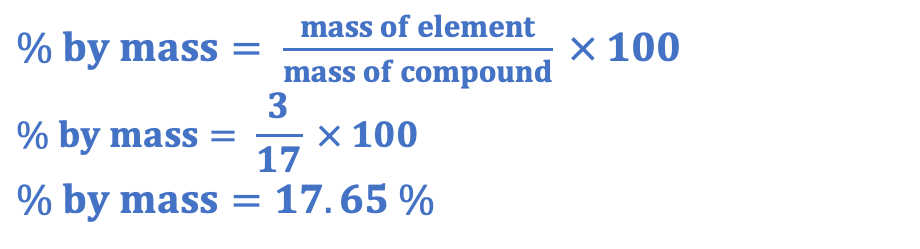 % by mass = mass of element / mass of compound × 100
% by mass = 3 / 17 × 100
% by mass = 17.65 %